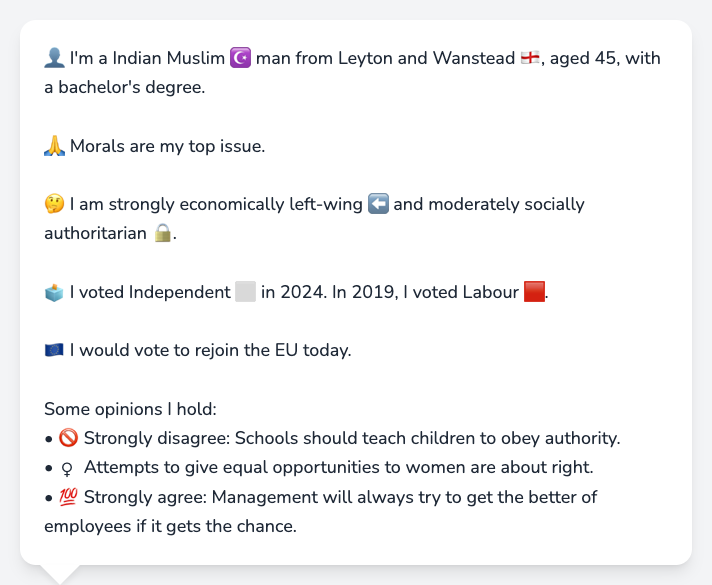 👤 I'm a Indian Muslim ☪️ man from Leyton and Wanstead 🏴󠁧󠁢󠁥󠁮󠁧󠁿, aged 45, with
a bachelor's degree.
🙏 Morals are my top issue.
🤔 I am strongly economically left-wing ⬅️ and moderately socially
authoritarian 🔒.
🗳️ I voted Independent ⬜ in 2024. In 2019, I voted Labour 🟥.
🇪🇺 I would vote to rejoin the EU today.
Some opinions I hold:
• 🚫 Strongly disagree: Schools should teach children to obey authority.
• ♀ Attempts to give equal opportunities to women are about right.
• 💯 Strongly agree: Management will always try to get the better of
employees if it gets the chance.